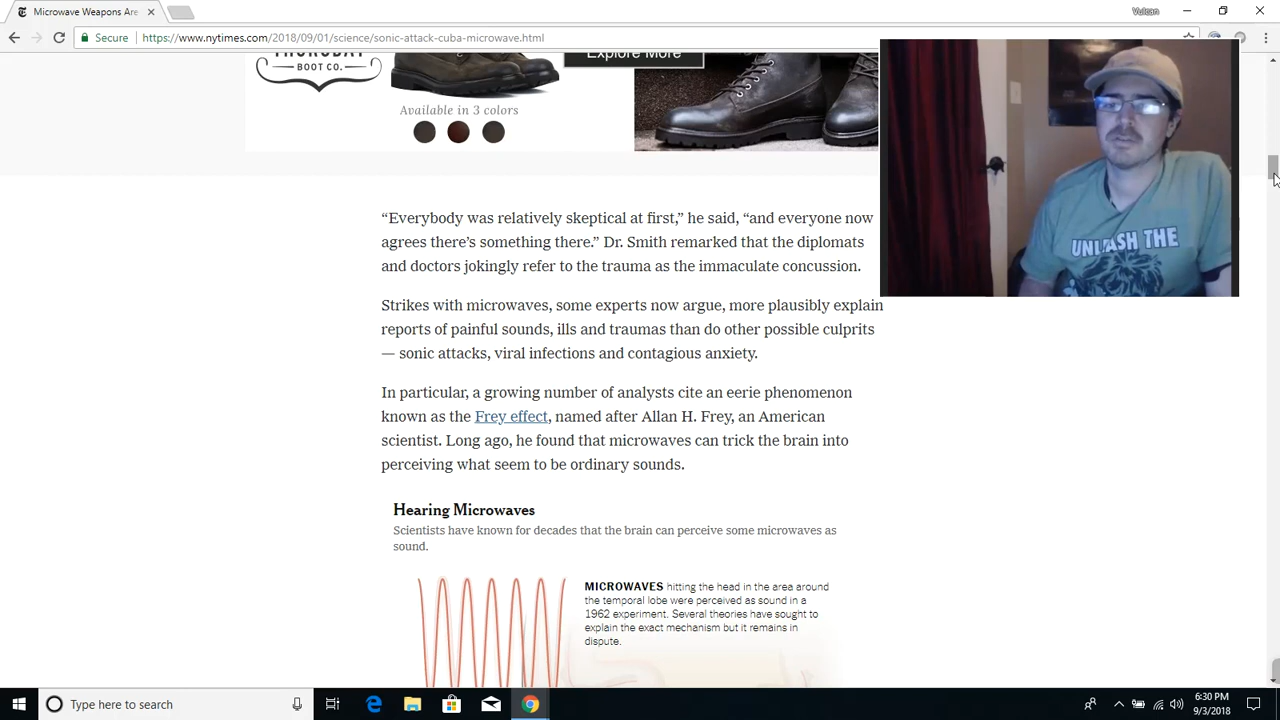 Microwave Weapons Are
Vulcan
Secure
https://www.nytimes.com/2018/09/01/science/sonic-attack-cuba-microwave.html
THURSDAY
BOOT CO.
Available in 3 colors
Explore More
UNLEASH THE
“Everybody was relatively skeptical at first,” he said, “and everyone now
agrees there’s something there.” Dr. Smith remarked that the diplomats
and doctors jokingly refer to the trauma as the immaculate concussion.
Strikes with microwaves, some experts now argue, more plausibly explain
reports of painful sounds, ills and traumas than do other possible culprits
— sonic attacks, viral infections and contagious anxiety.
In particular, a growing number of analysts cite an eerie phenomenon
known as the Frey effect, named after Allan H. Frey, an American
scientist. Long ago, he found that microwaves can trick the brain into
perceiving what seem to be ordinary sounds.
Hearing Microwaves
Scientists have known for decades that the brain can perceive some microwaves as
sound.
MICROWAVES hitting the head in the area around
the temporal lobe were perceived as sound in a
1962 experiment. Several theories have sought to
explain the exact mechanism but it remains in
dispute.
Type here to search
6:30 PM
9/3/2018